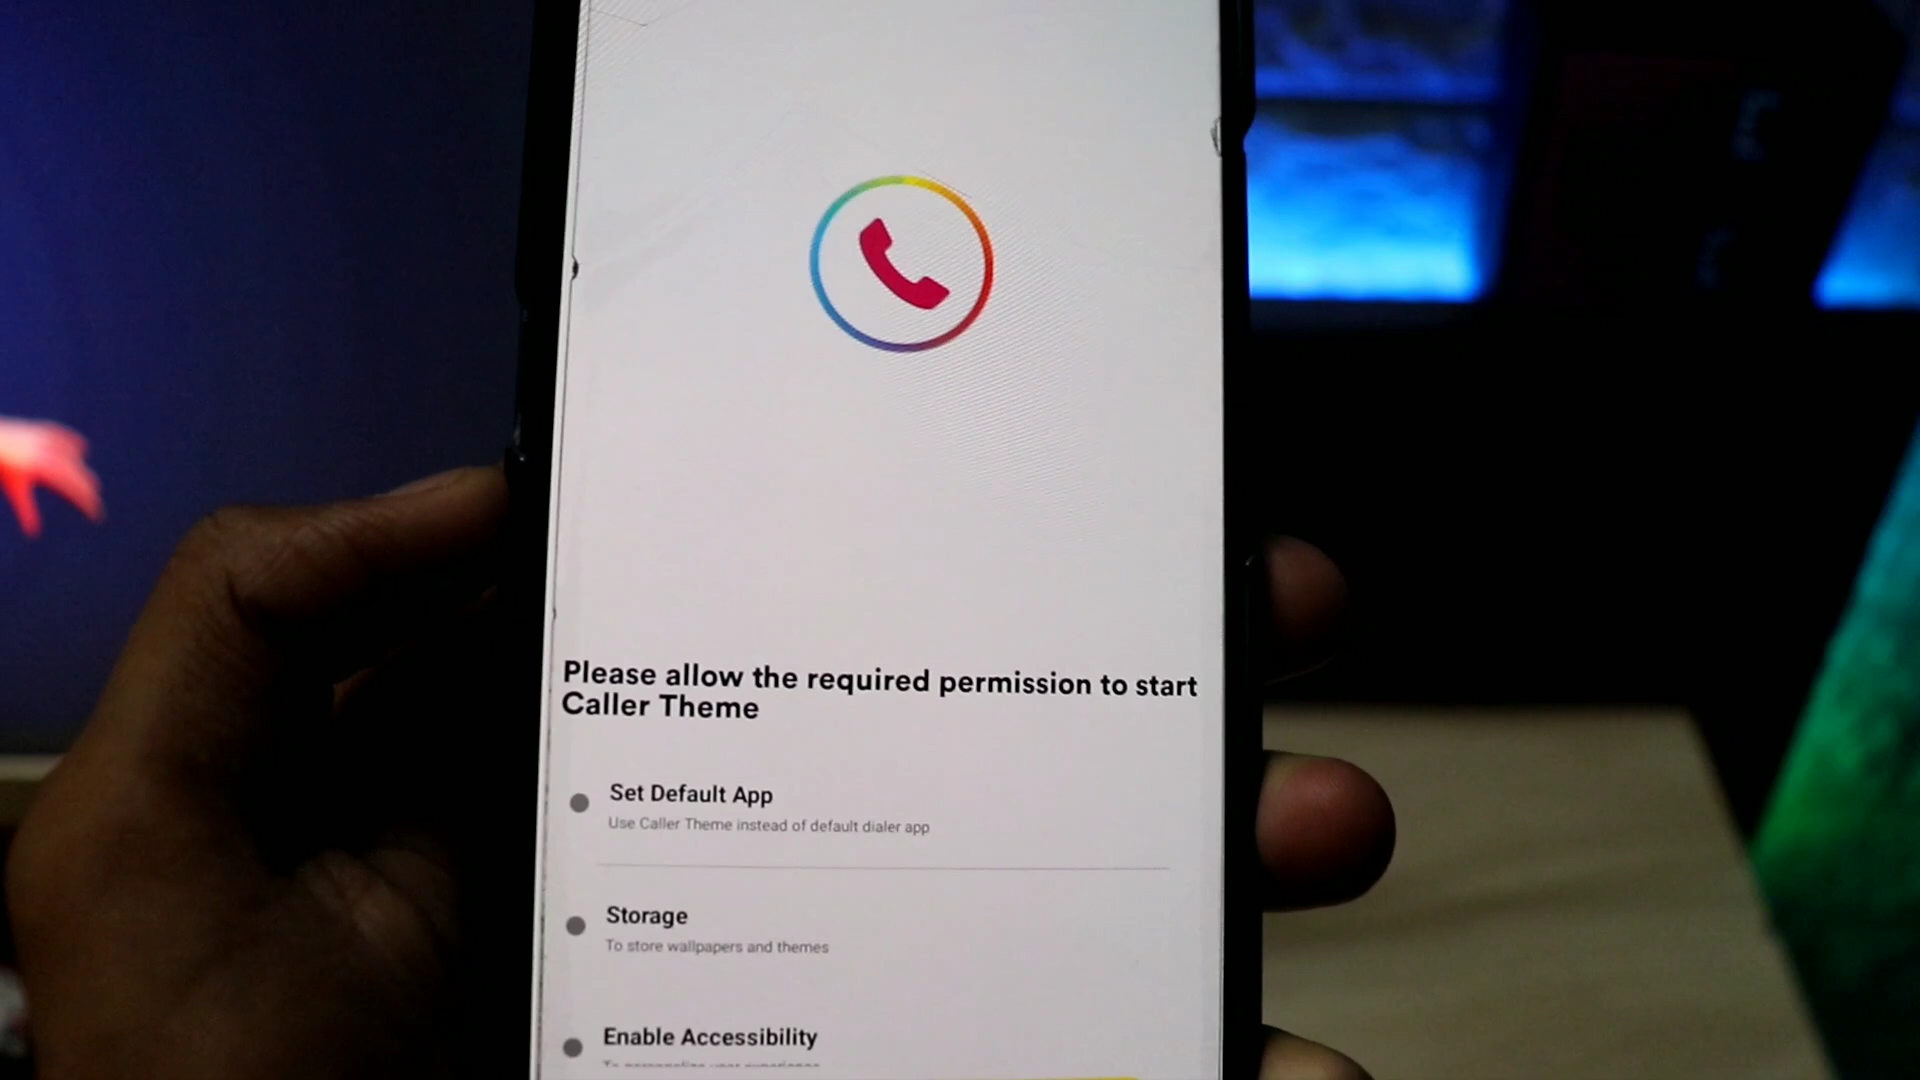 Please allow the required permission to start
Caller Theme
Set Default App
Use Caller Theme instead of default dialer app
Storage
To store wallpapers and themes
Enable Accessibility